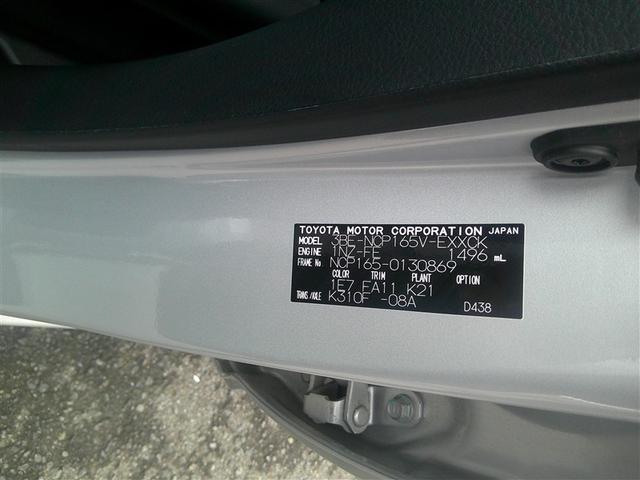 TOYOTA MOTOR CORPORATION JAPAN
MODEL 3BE-NCP165V-EXXCK
ENGINE 1NZ-FE 1496 mL
FRAME No. NCP165-0130869
COLOR TRIM PLANT OPTION
1E7 FA11 K21
TRANS./AXLE K310F -08A
D438